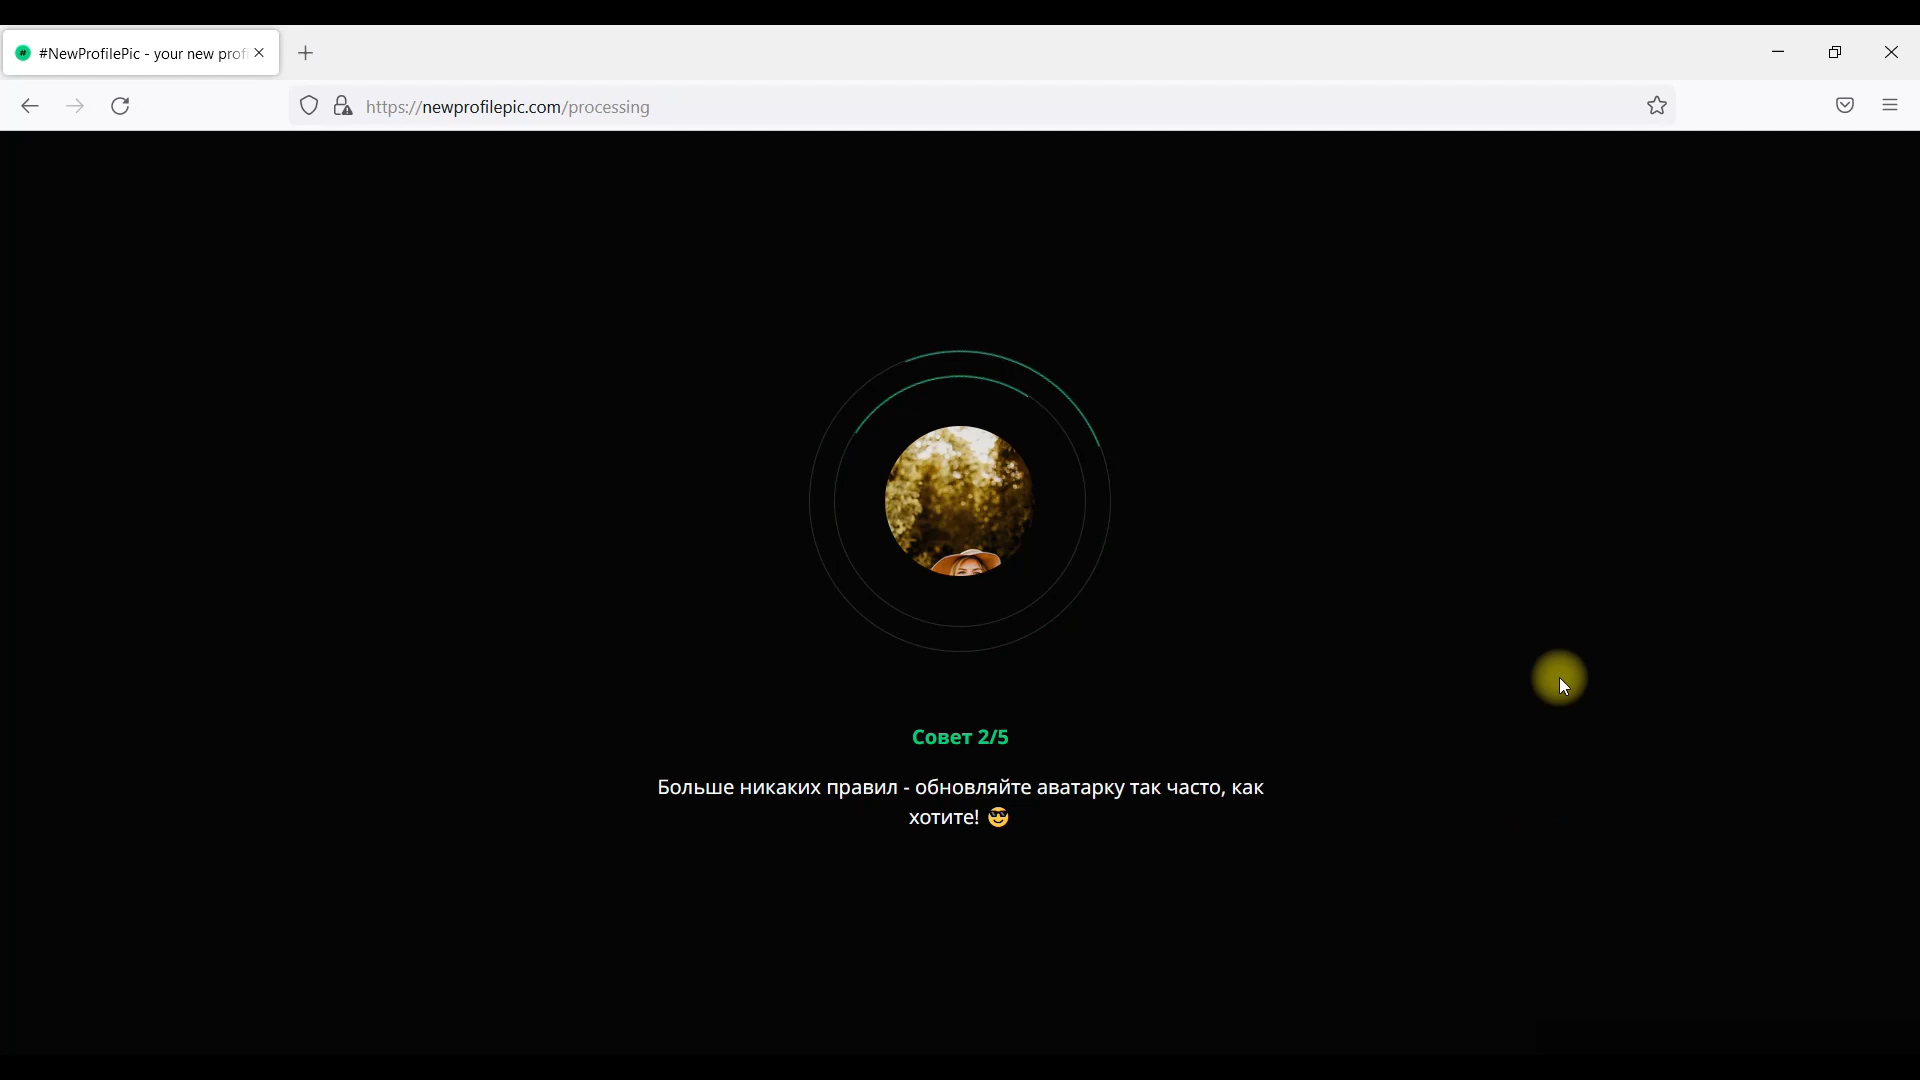 #NewProfilePic - your new prof
https://newprofilepic.com/processing
Совет 2/5
Больше никаких правил - обновляйте аватарку так часто, как
хотите! 😎